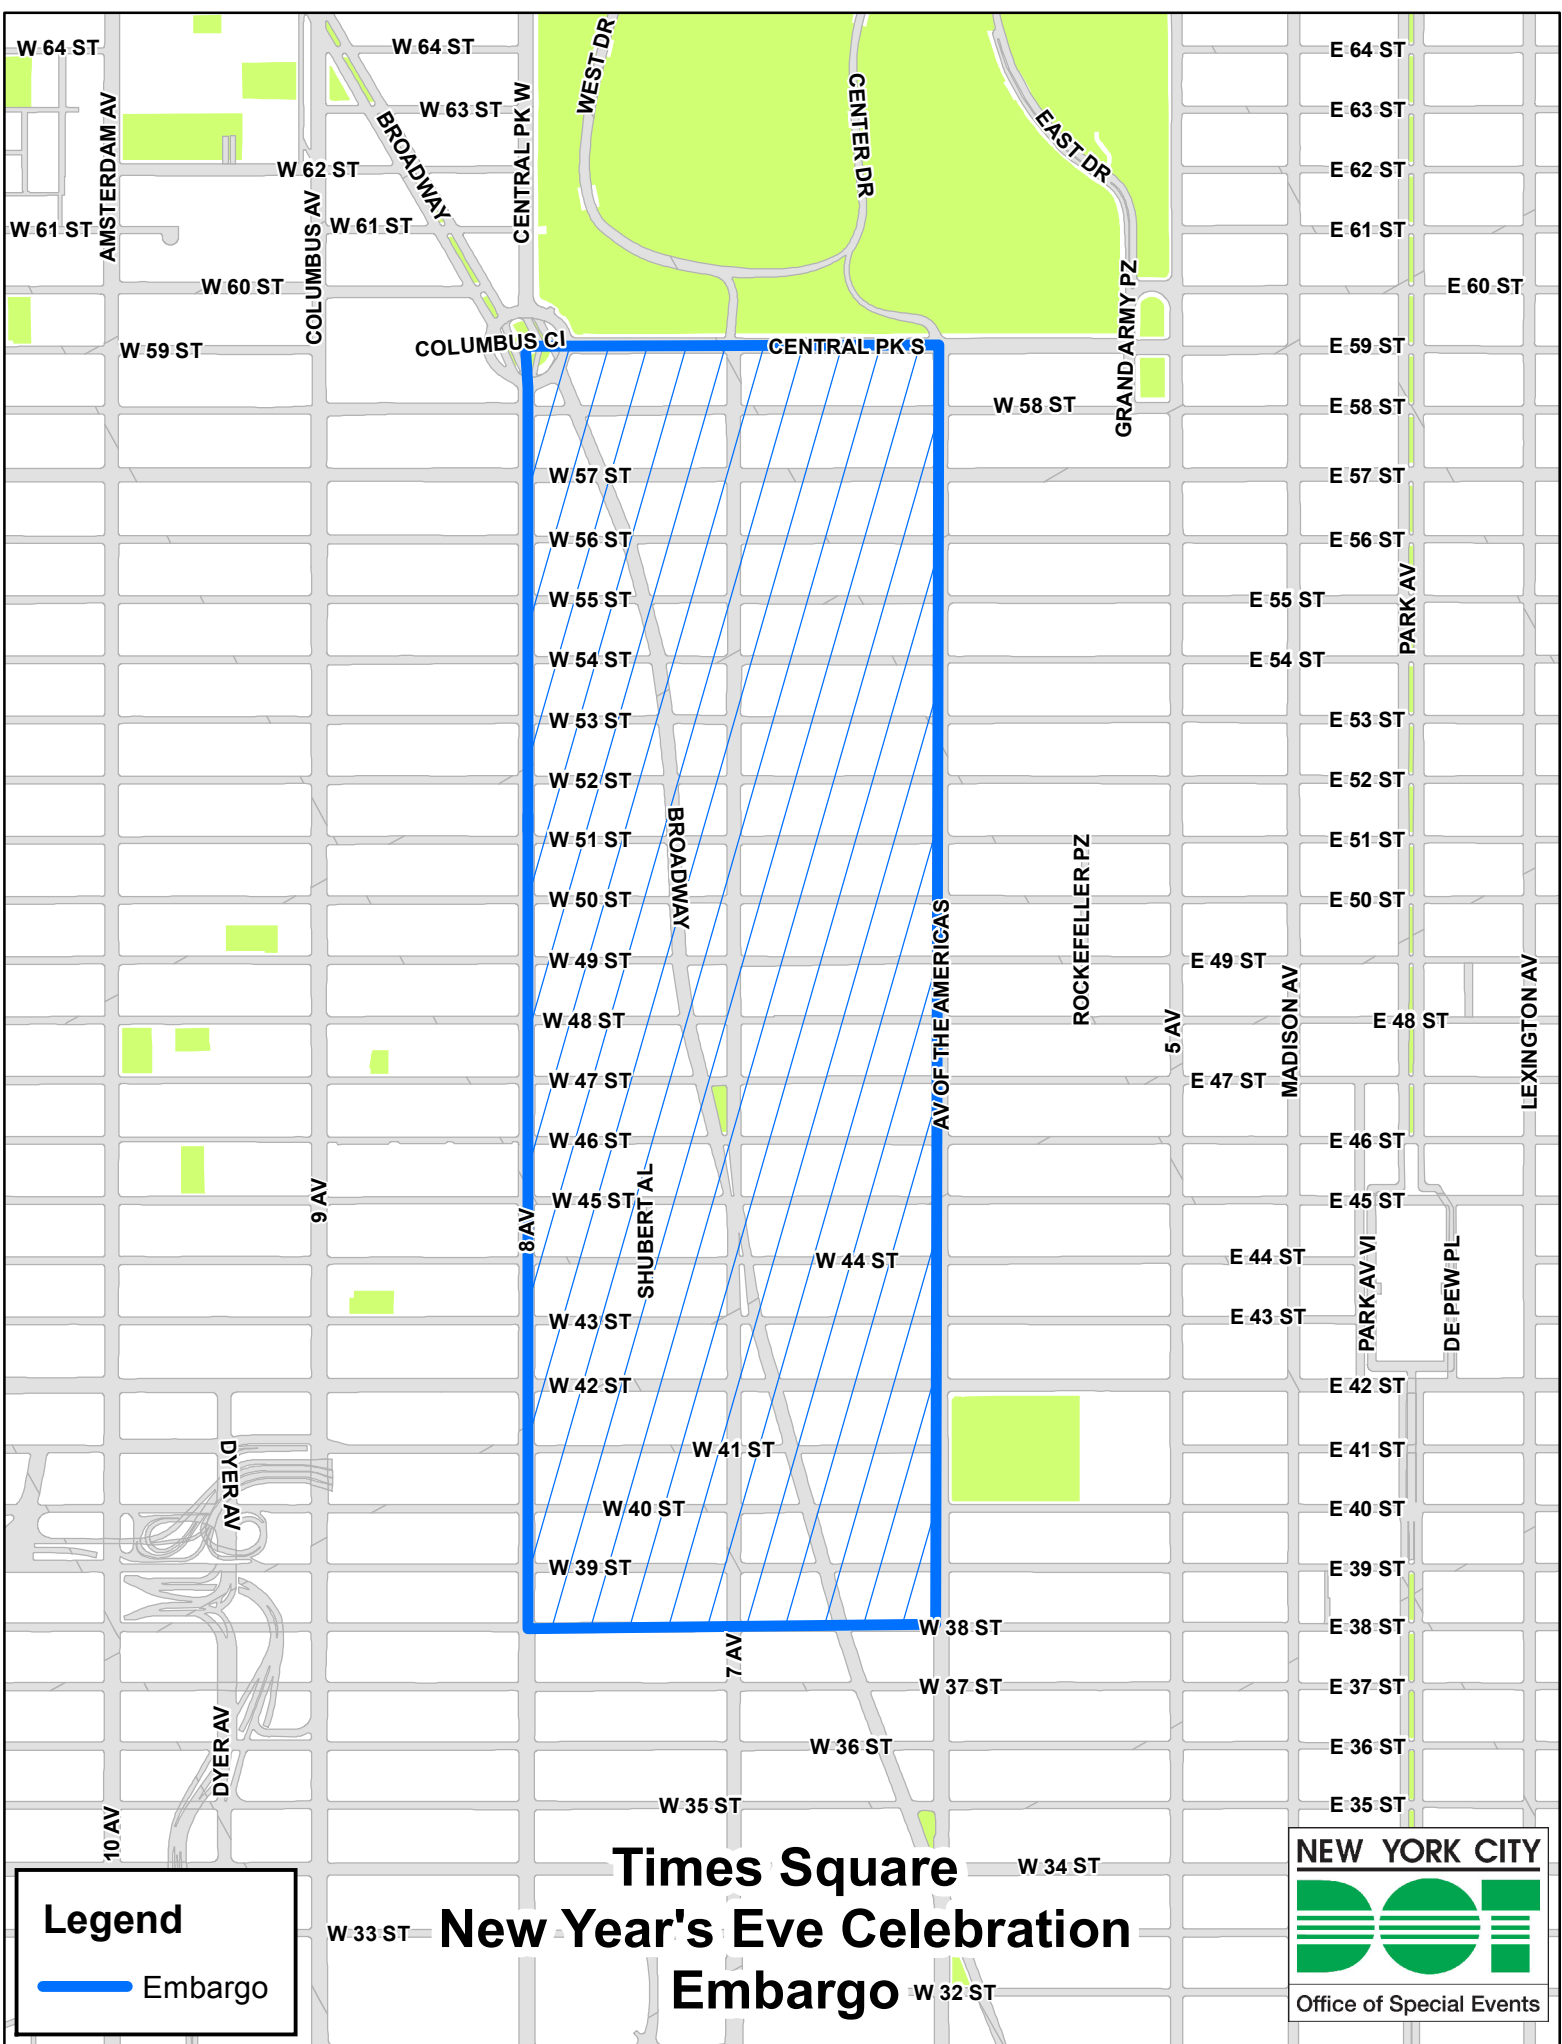 W 64 ST
W 64 ST
E 64 ST
WEST DR
CENTER DR
EAST DR
AMSTERDAM AV
BROADWAY
CENTRAL PK W
W 63 ST
E 63 ST
W 62 ST
E 62 ST
W 61 ST
COLUMBUS AV
W 61 ST
E 61 ST
W 60 ST
GRAND ARMY PZ
E 60 ST
W 59 ST
COLUMBUS CI
CENTRAL PK S
E 59 ST
W 58 ST
E 58 ST
W 57 ST
E 57 ST
W 56 ST
E 56 ST
PARK AV
W 55 ST
E 55 ST
W 54 ST
E 54 ST
W 53 ST
E 53 ST
W 52 ST
E 52 ST
BROADWAY
W 51 ST
E 51 ST
ROCKEFELLER PZ
W 50 ST
E 50 ST
AV OF THE AMERICAS
W 49 ST
E 49 ST
MADISON AV
LEXINGTON AV
W 48 ST
5 AV
E 48 ST
W 47 ST
E 47 ST
W 46 ST
E 46 ST
9 AV
8 AV
W 45 ST
SHUBERT AL
E 45 ST
W 44 ST
E 44 ST
PARK AV VI
DE PEW PL
W 43 ST
E 43 ST
W 42 ST
E 42 ST
DYER AV
W 41 ST
E 41 ST
W 40 ST
E 40 ST
W 39 ST
E 39 ST
W 38 ST
E 38 ST
7 AV
W 37 ST
E 37 ST
DYER AV
W 36 ST
E 36 ST
10 AV
W 35 ST
E 35 ST
W 34 ST
W 33 ST
W 32 ST
Times Square
New Year's Eve Celebration
Embargo
Legend
Embargo
NEW YORK CITY
DOT
Office of Special Events